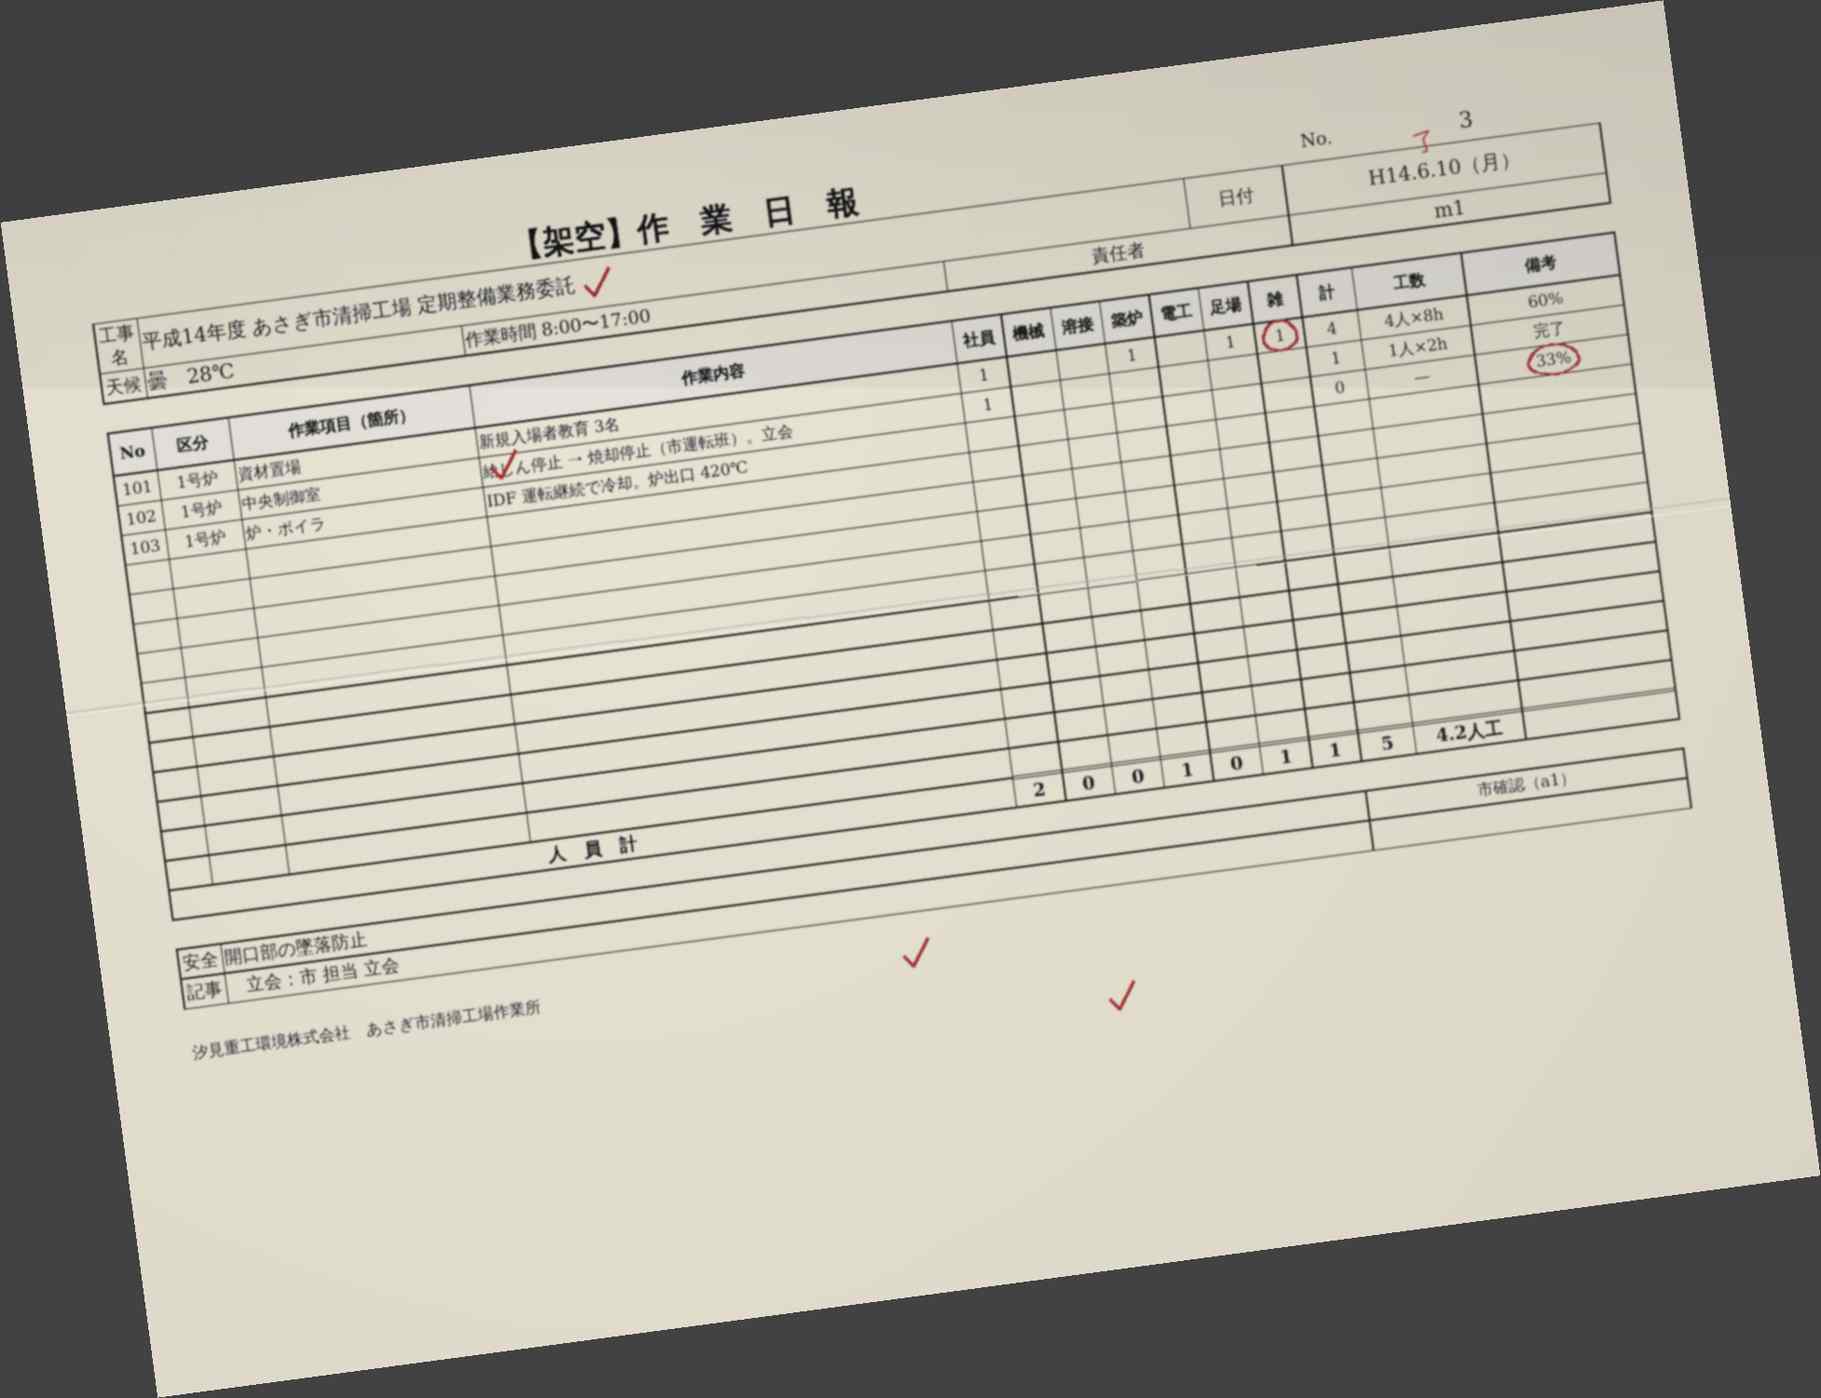 No. 了 3
【架空】作 業 日 報
工事名 平成14年度 あさぎ市清掃工場 定期整備業務委託 日付 H14.6.10（月）
天候 曇 28℃ 作業時間 8:00〜17:00 責任者 m1
No 区分 作業項目（箇所） 作業内容 社員 機械 溶接 築炉 電工 足場 雑 計 工数 備考
101 1号炉 資材置場 新規入場者教育 3名 1 1 1 1 4 4人×8h 60%
102 1号炉 中央制御室 給じん停止 → 焼却停止（市運転班）。立会 1 1 1人×2h 完了
103 1号炉 炉・ボイラ IDF 運転継続で冷却。炉出口 420℃ 0 — 33%
人 員 計 2 0 0 1 0 1 1 5 4.2人工
安全 開口部の墜落防止 市確認（a1）
記事 立会：市 担当 立会
汐見重工環境株式会社 あさぎ市清掃工場作業所